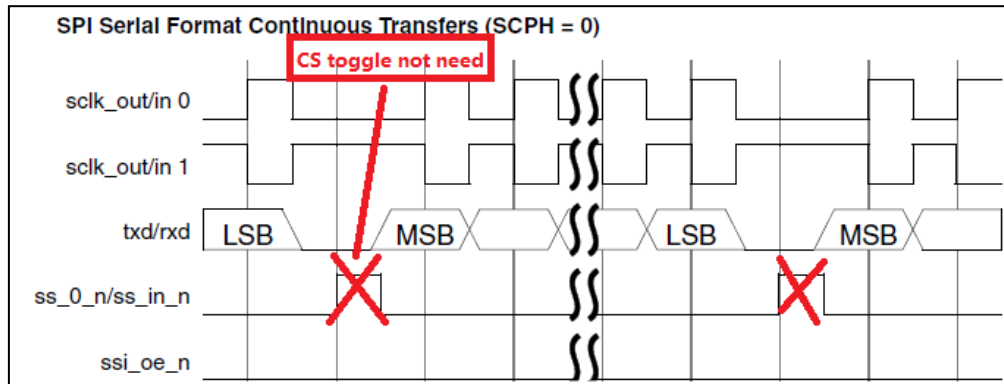 SPI Serial Format Continuous Transfers (SCPH = 0)
CS toggle not need
sclk_out/in 0
sclk_out/in 1
txd/rxd LSB MSB LSB MSB
ss_0_n/ss_in_n
ssi_oe_n